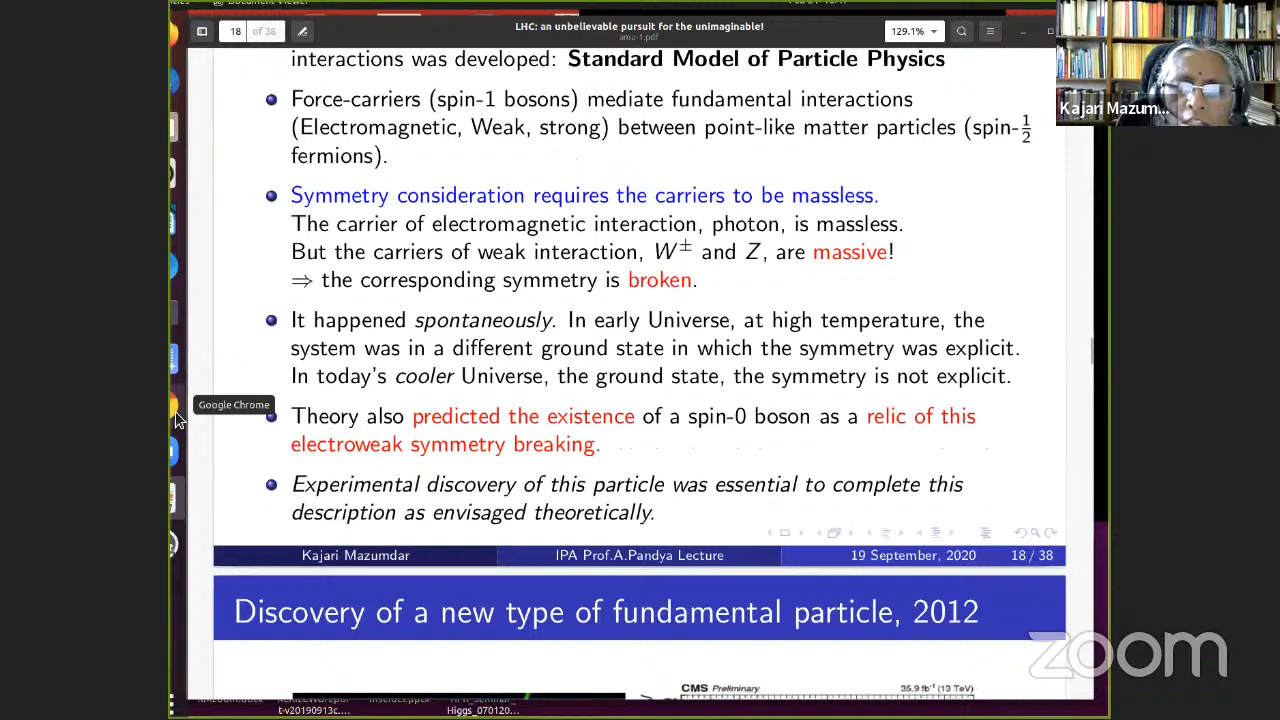 LHC: an unbelievable pursuit for the unimaginable!
amu-1.pdf
18 of 38
129.1%
Kajari Mazum...
interactions was developed: Standard Model of Particle Physics
Force-carriers (spin-1 bosons) mediate fundamental interactions
(Electromagnetic, Weak, strong) between point-like matter particles (spin-1/2
fermions).
Symmetry consideration requires the carriers to be massless.
The carrier of electromagnetic interaction, photon, is massless.
But the carriers of weak interaction, W± and Z, are massive!
⇒ the corresponding symmetry is broken.
It happened spontaneously. In early Universe, at high temperature, the
system was in a different ground state in which the symmetry was explicit.
In today's cooler Universe, the ground state, the symmetry is not explicit.
Google Chrome
Theory also predicted the existence of a spin-0 boson as a relic of this
electroweak symmetry breaking.
Experimental discovery of this particle was essential to complete this
description as envisaged theoretically.
Kajari Mazumdar IPA Prof.A.Pandya Lecture 19 September, 2020 18 / 38
Discovery of a new type of fundamental particle, 2012
zoom
CMS Preliminary 35.9 fb⁻¹ (13 TeV)
t-v20190913c.... Higgs_070120...